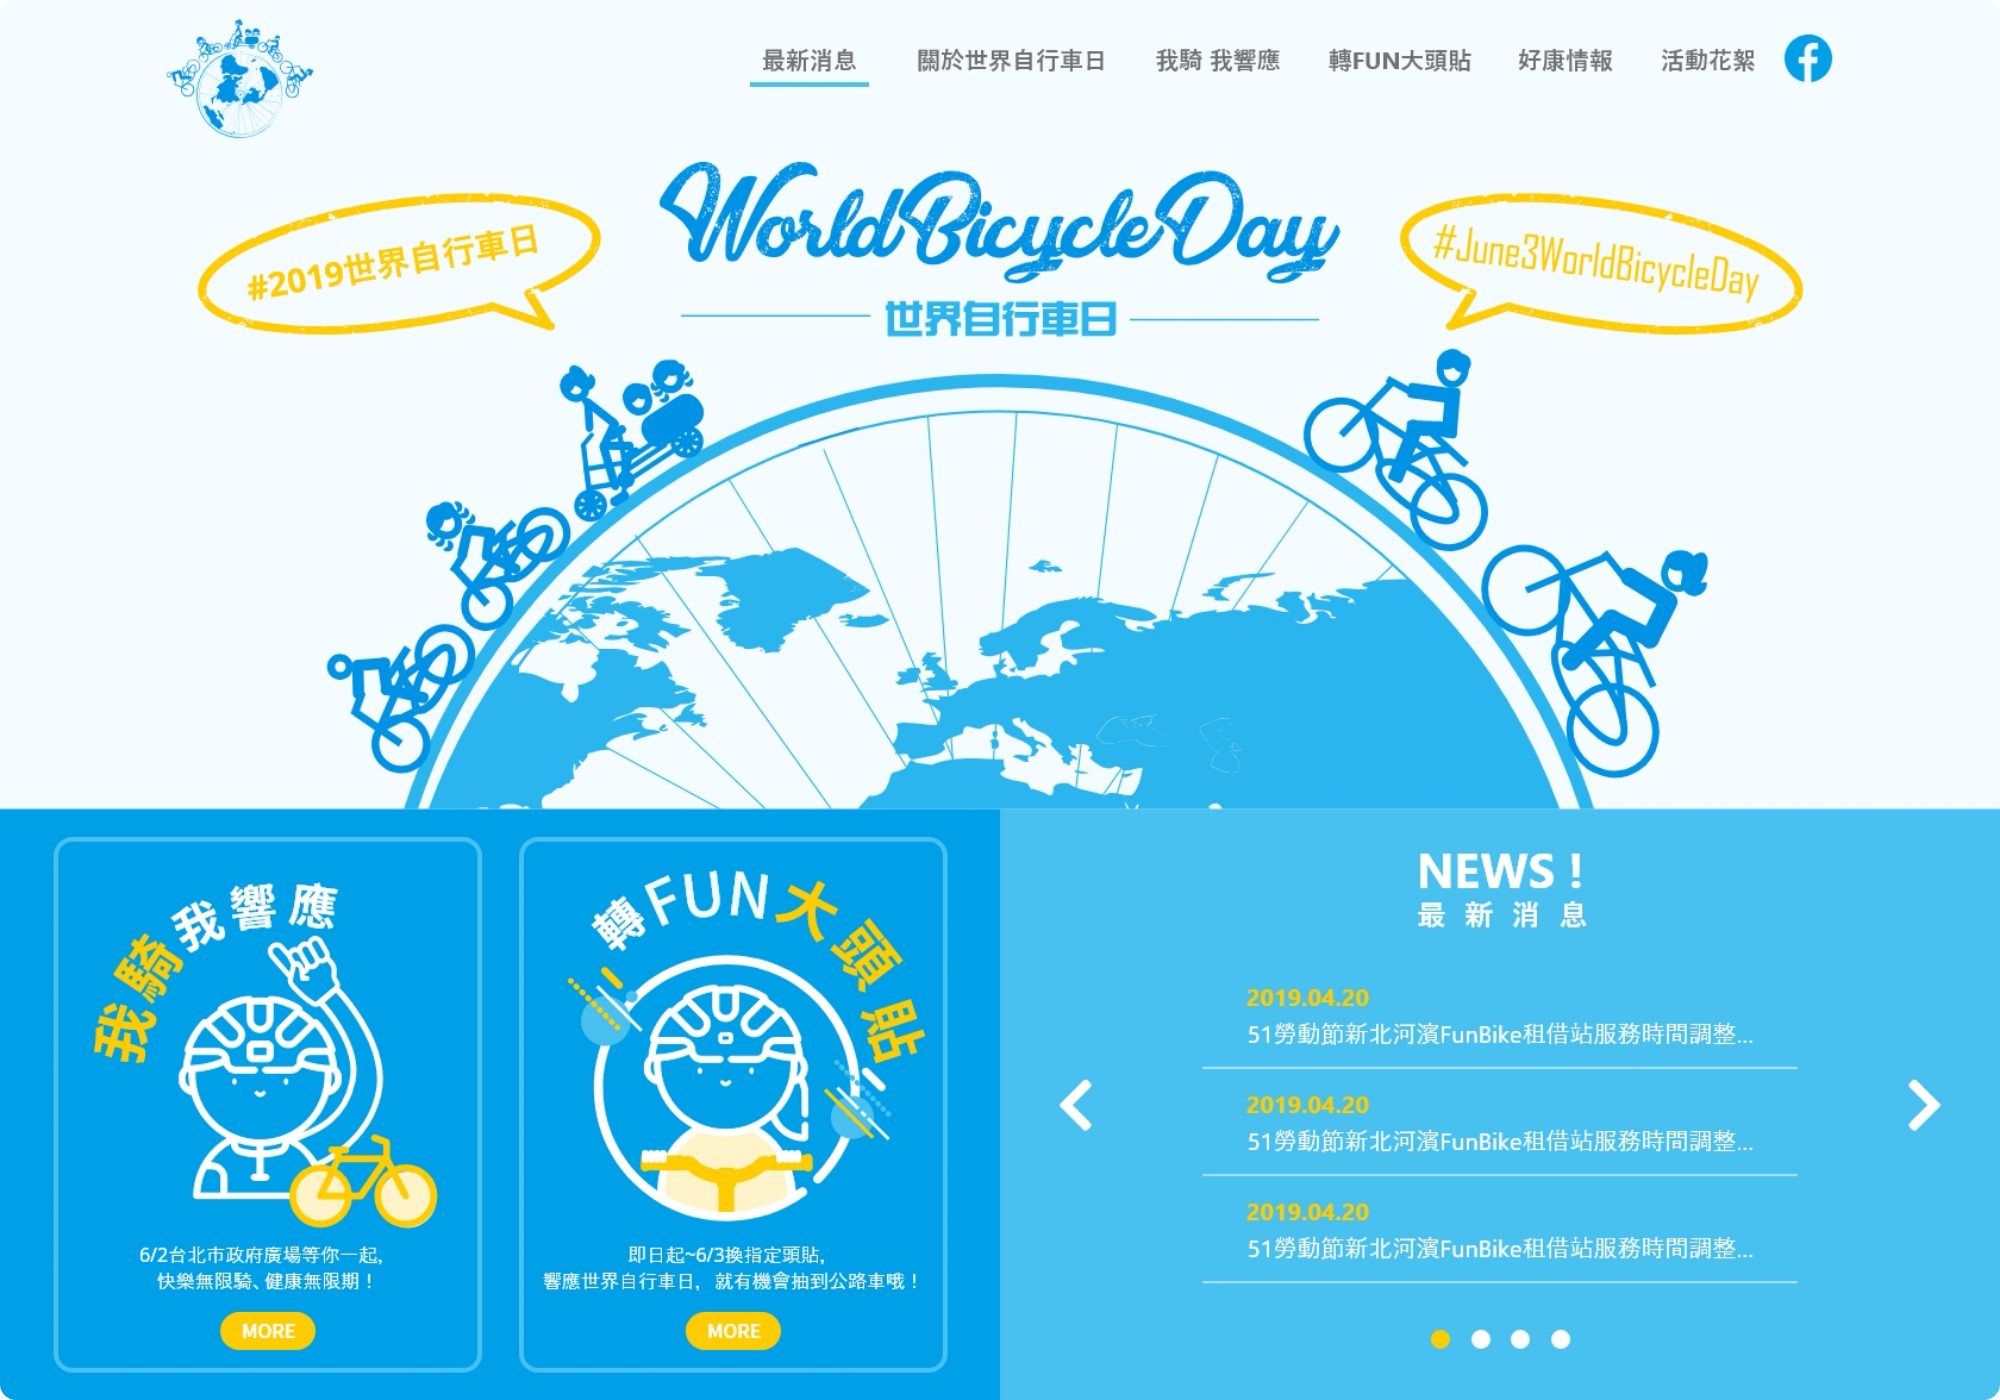 最新消息
關於世界自行車日
我騎 我響應
轉FUN大頭貼
好康情報
活動花絮
World Bicycle Day
#2019世界自行車日
#June3WorldBicycleDay
世界自行車日
我騎我響應
6/2台北市政府廣場等你一起,
快樂無限騎、健康無限期！
MORE
轉FUN大頭貼
即日起~6/3換指定頭貼,
響應世界自行車日，就有機會抽到公路車哦！
MORE
NEWS !
最新消息
2019.04.20
51勞動節新北河濱FunBike租借站服務時間調整...
2019.04.20
51勞動節新北河濱FunBike租借站服務時間調整...
2019.04.20
51勞動節新北河濱FunBike租借站服務時間調整...